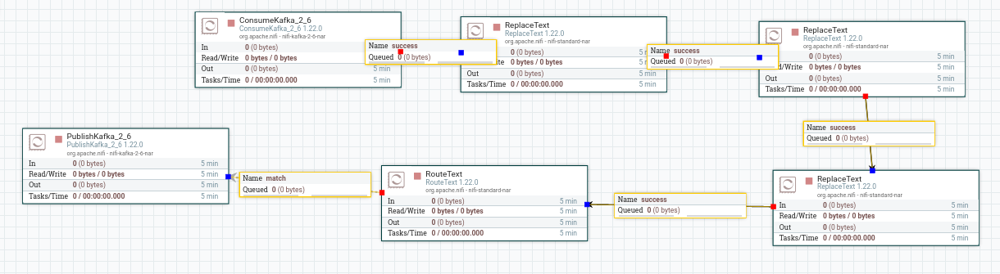 ConsumeKafka_2_6
ConsumeKafka_2_6 1.22.0
org.apache.nifi - nifi-kafka-2-6-nar
In 0 (0 bytes)
Read/Write 0 bytes / 0 bytes
Out 0 (0 bytes) 5 min
Tasks/Time 0 / 00:00:00.000 5 min
Name success
Queued 0 (0 bytes)
ReplaceText
ReplaceText 1.22.0
org.apache.nifi - nifi-standard-nar
0 (0 bytes) 5
0 bytes / 0 bytes
Out 0 (0 bytes) 5 min
Tasks/Time 0 / 00:00:00.000 5 min
Name success
Queued 0 (0 bytes)
ReplaceText
ReplaceText 1.22.0
org.apache.nifi - nifi-standard-nar
0 (0 bytes) 5 min
/Write 0 bytes / 0 bytes 5 min
Out 0 (0 bytes) 5 min
Tasks/Time 0 / 00:00:00.000 5 min
Name success
Queued 0 (0 bytes)
PublishKafka_2_6
PublishKafka_2_6 1.22.0
org.apache.nifi - nifi-kafka-2-6-nar
In 0 (0 bytes) 5 min
Read/Write 0 bytes / 0 bytes 5 min
Out 0 (0 bytes) 5 min
Tasks/Time 0 / 00:00:00.000 5 min
Name match
Queued 0 (0 bytes)
RouteText
RouteText 1.22.0
org.apache.nifi - nifi-standard-nar
In 0 (0 bytes) 5 min
Read/Write 0 bytes / 0 bytes 5 min
Out 0 (0 bytes) 5 min
Tasks/Time 0 / 00:00:00.000 5 min
Name success
Queued 0 (0 bytes)
ReplaceText
ReplaceText 1.22.0
org.apache.nifi - nifi-standard-nar
In 0 (0 bytes) 5 min
Read/Write 0 bytes / 0 bytes 5 min
Out 0 (0 bytes) 5 min
Tasks/Time 0 / 00:00:00.000 5 min